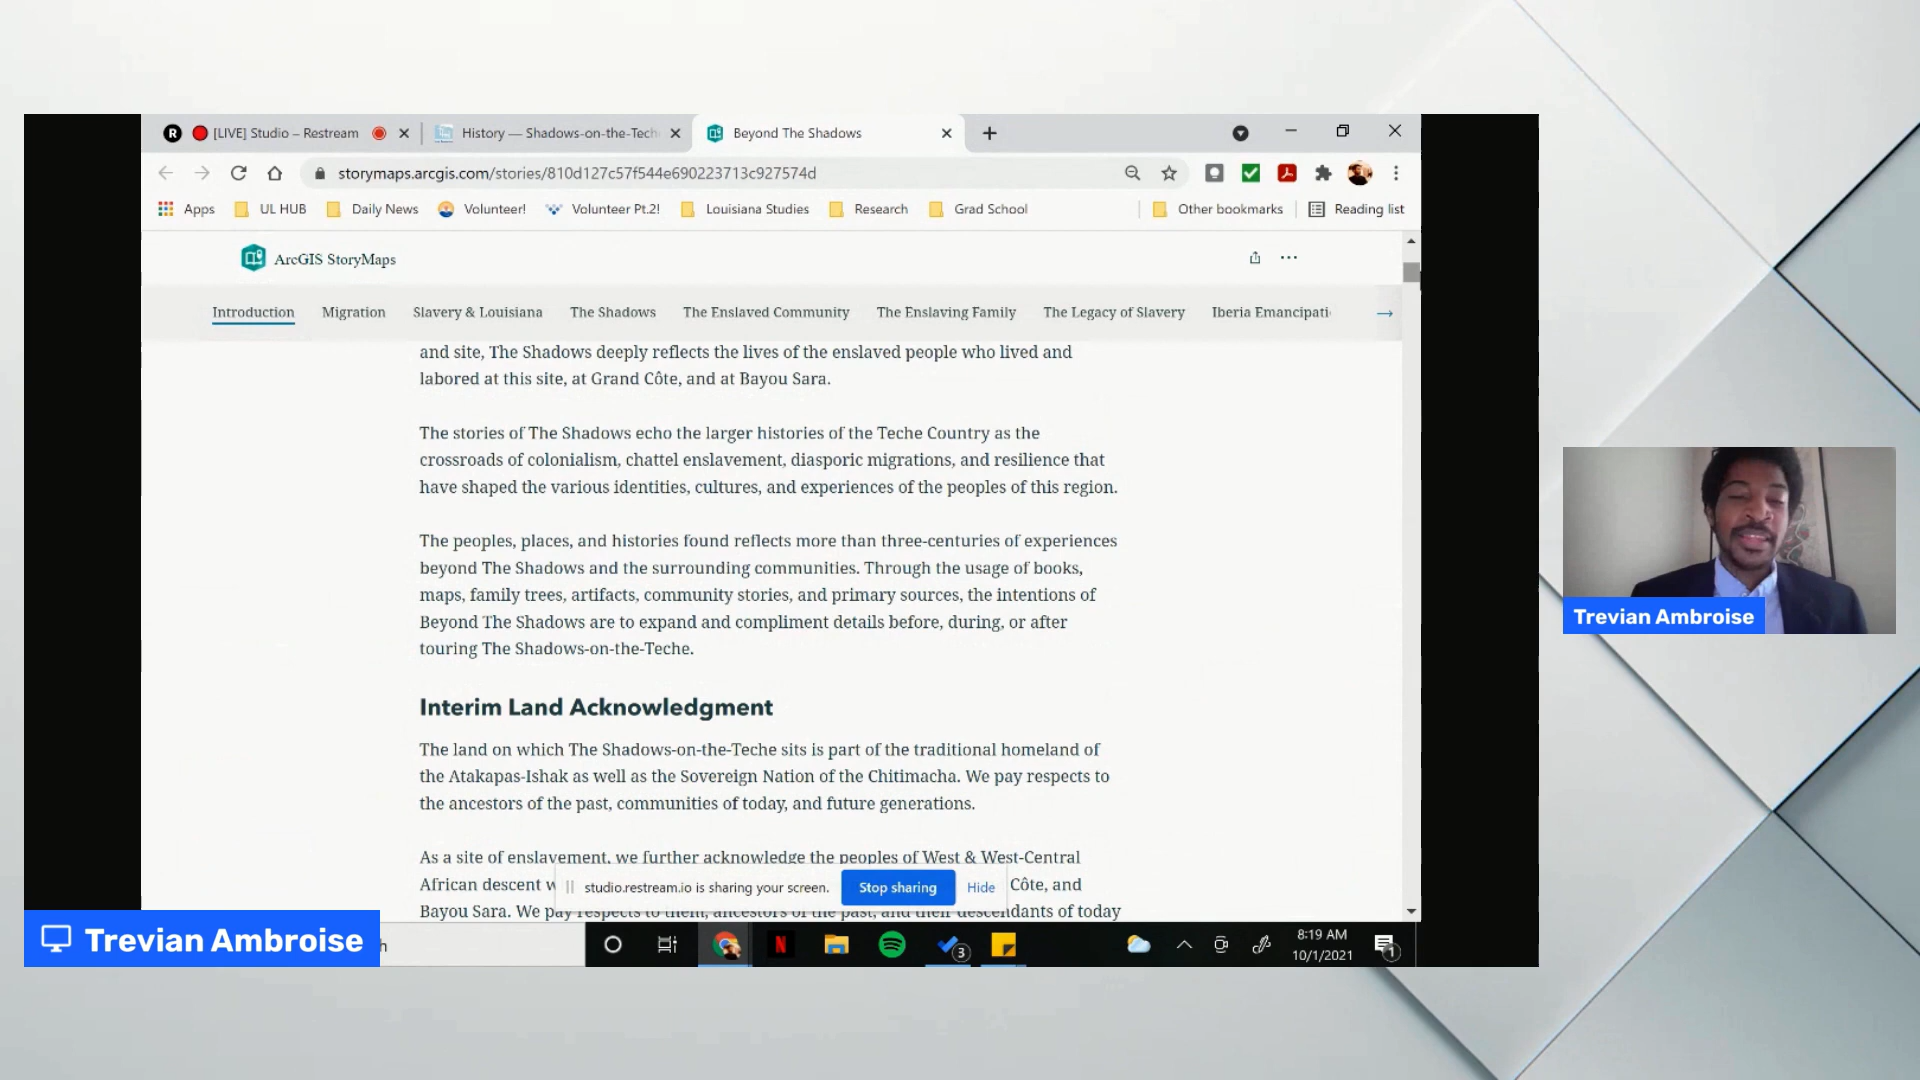 [LIVE] Studio – Restream
History — Shadows-on-the-Tech
Beyond The Shadows
storymaps.arcgis.com/stories/810d127c57f544e690223713c927574d
Apps UL HUB Daily News Volunteer! Volunteer Pt.2! Louisiana Studies Research Grad School Other bookmarks Reading list
ArcGIS StoryMaps
Introduction Migration Slavery & Louisiana The Shadows The Enslaved Community The Enslaving Family The Legacy of Slavery Iberia Emancipati
and site, The Shadows deeply reflects the lives of the enslaved people who lived and
labored at this site, at Grand Côte, and at Bayou Sara.
The stories of The Shadows echo the larger histories of the Teche Country as the
crossroads of colonialism, chattel enslavement, diasporic migrations, and resilience that
have shaped the various identities, cultures, and experiences of the peoples of this region.
The peoples, places, and histories found reflects more than three-centuries of experiences
beyond The Shadows and the surrounding communities. Through the usage of books,
maps, family trees, artifacts, community stories, and primary sources, the intentions of
Beyond The Shadows are to expand and compliment details before, during, or after
touring The Shadows-on-the-Teche.
Interim Land Acknowledgment
The land on which The Shadows-on-the-Teche sits is part of the traditional homeland of
the Atakapas-Ishak as well as the Sovereign Nation of the Chitimacha. We pay respects to
the ancestors of the past, communities of today, and future generations.
As a site of enslavement, we further acknowledge the peoples of West & West-Central
African descent w Côte, and
studio.restream.io is sharing your screen. Stop sharing Hide
Bayou Sara. We pay respects to them, ancestors of the past, and their descendants of today
Trevian Ambroise
h
3
8:19 AM
10/1/2021
1
Trevian Ambroise